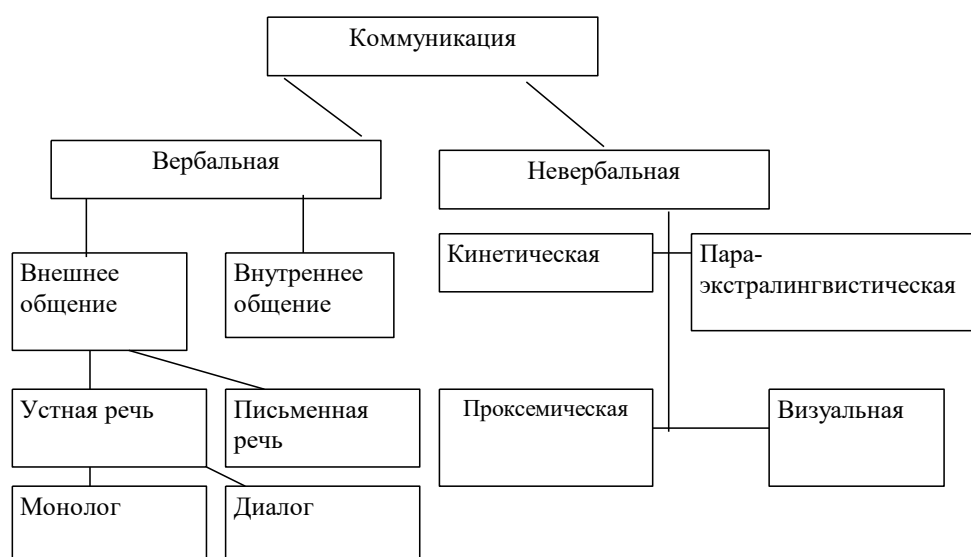 Коммуникация
Вербальная
Невербальная
Кинетическая
Пара-
экстралингвистическая
Внешнее
общение
Внутреннее
общение
Устная речь
Письменная
речь
Проксемическая
Визуальная
Монолог
Диалог